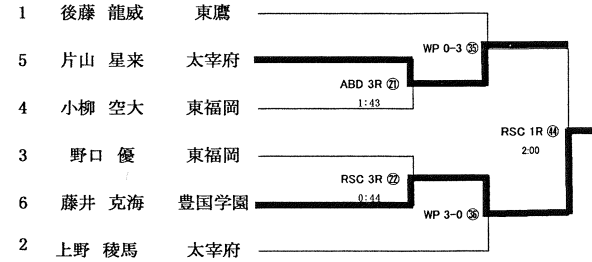 1 後藤 龍威 東鷹
WP 0-3 ㉟
5 片山 星来 太宰府
ABD 3R ㉑
1:43
4 小柳 空大 東福岡
RSC 1R ㊹
2:00
3 野口 優 東福岡
RSC 3R ㉒
0:44
6 藤井 克海 豊国学園
WP 3-0 ㊱
2 上野 稜馬 太宰府